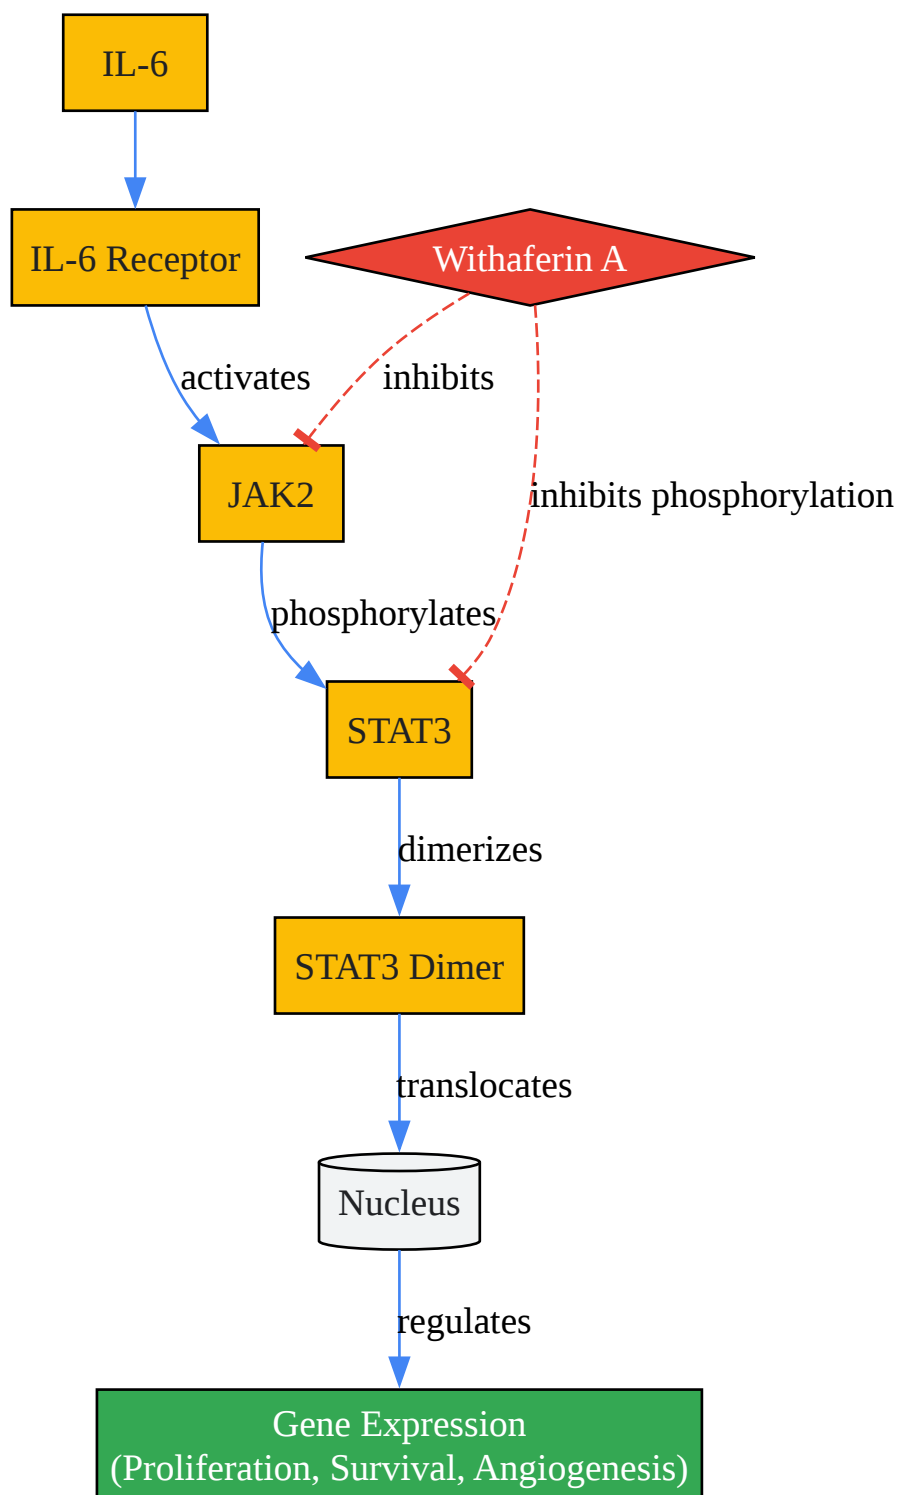 IL-6
IL-6 Receptor
Withaferin A
activates
inhibits
JAK2
inhibits phosphorylation
phosphorylates
STAT3
dimerizes
STAT3 Dimer
translocates
Nucleus
regulates
Gene Expression
(Proliferation, Survival, Angiogenesis)